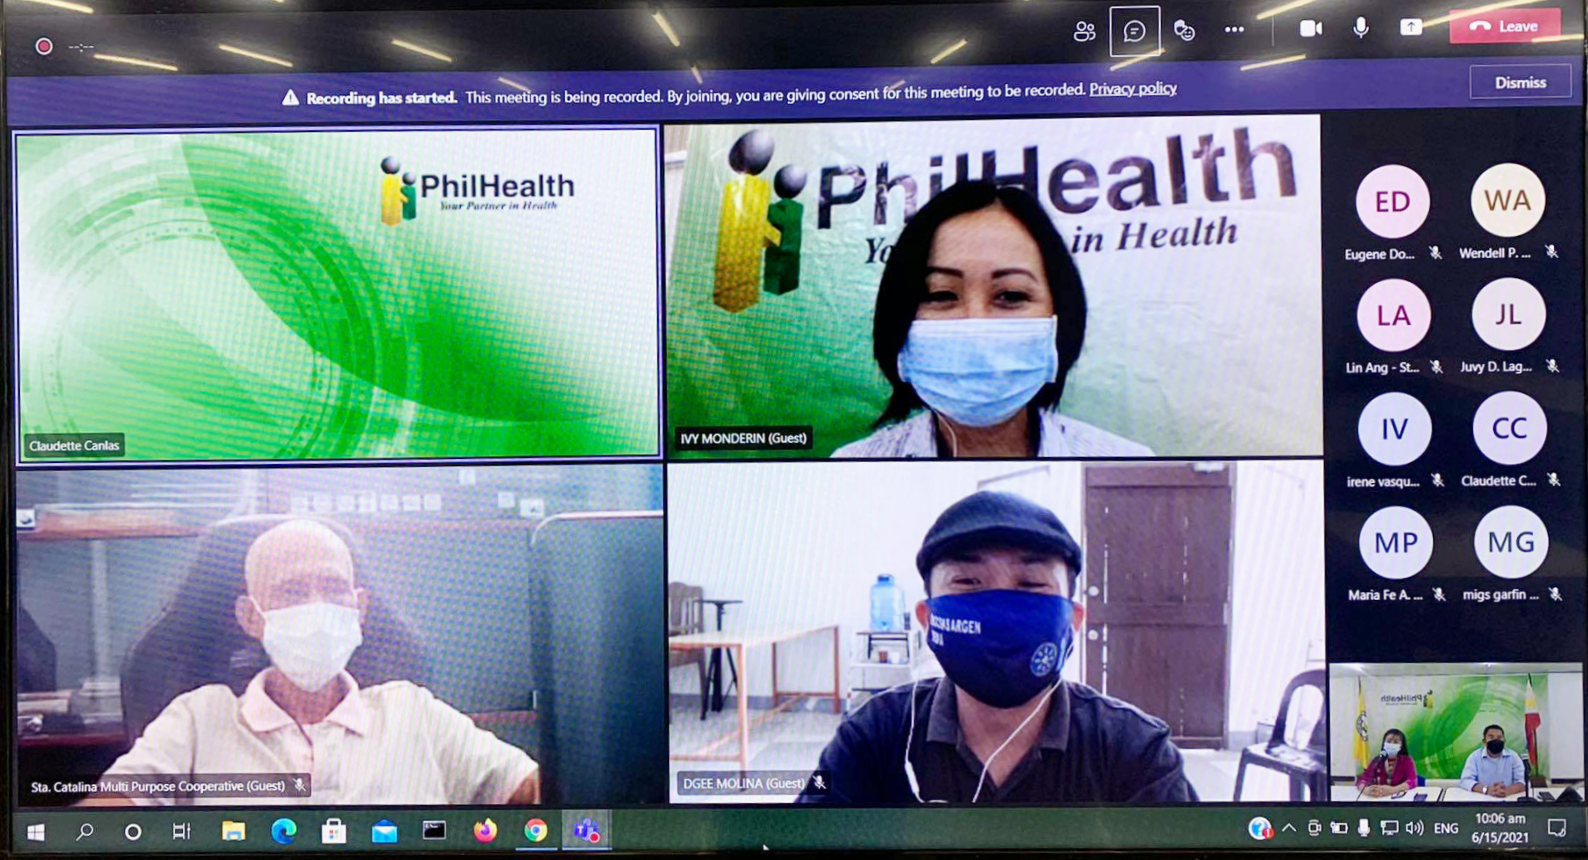 --:--
Leave
Recording has started. This meeting is being recorded. By joining, you are giving consent for this meeting to be recorded. Privacy policy
Dismiss
PhilHealth
Your Partner in Health
Claudette Canlas
PhilHealth
Yo in Health
IVY MONDERIN (Guest)
ED
WA
Eugene Do...
Wendell P. ...
LA
JL
Lin Ang - St...
Juvy D. Lag...
IV
CC
irene vasqu...
Claudette C...
MP
MG
Maria Fe A. ...
migs garfin ...
Sta. Catalina Multi Purpose Cooperative (Guest)
DGEE MOLINA (Guest)
PhilHealth
ENG
10:06 am
6/15/2021